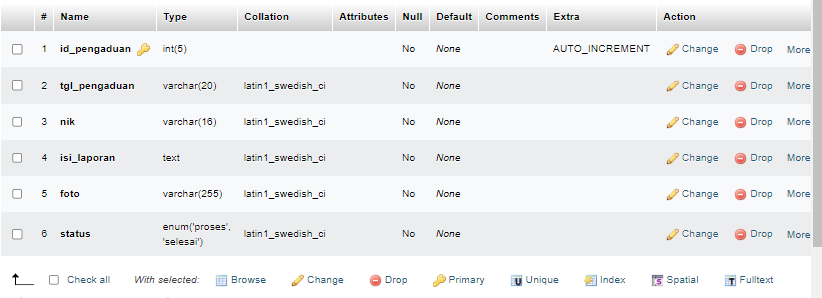 # Name Type Collation Attributes Null Default Comments Extra Action
1 id_pengaduan int(5) No None AUTO_INCREMENT Change Drop More
2 tgl_pengaduan varchar(20) latin1_swedish_ci No None Change Drop More
3 nik varchar(16) latin1_swedish_ci No None Change Drop More
4 isi_laporan text latin1_swedish_ci No None Change Drop More
5 foto varchar(255) latin1_swedish_ci No None Change Drop More
6 status enum('proses', 'selesai') latin1_swedish_ci No None Change Drop More
Check all With selected: Browse Change Drop Primary Unique Index Spatial Fulltext